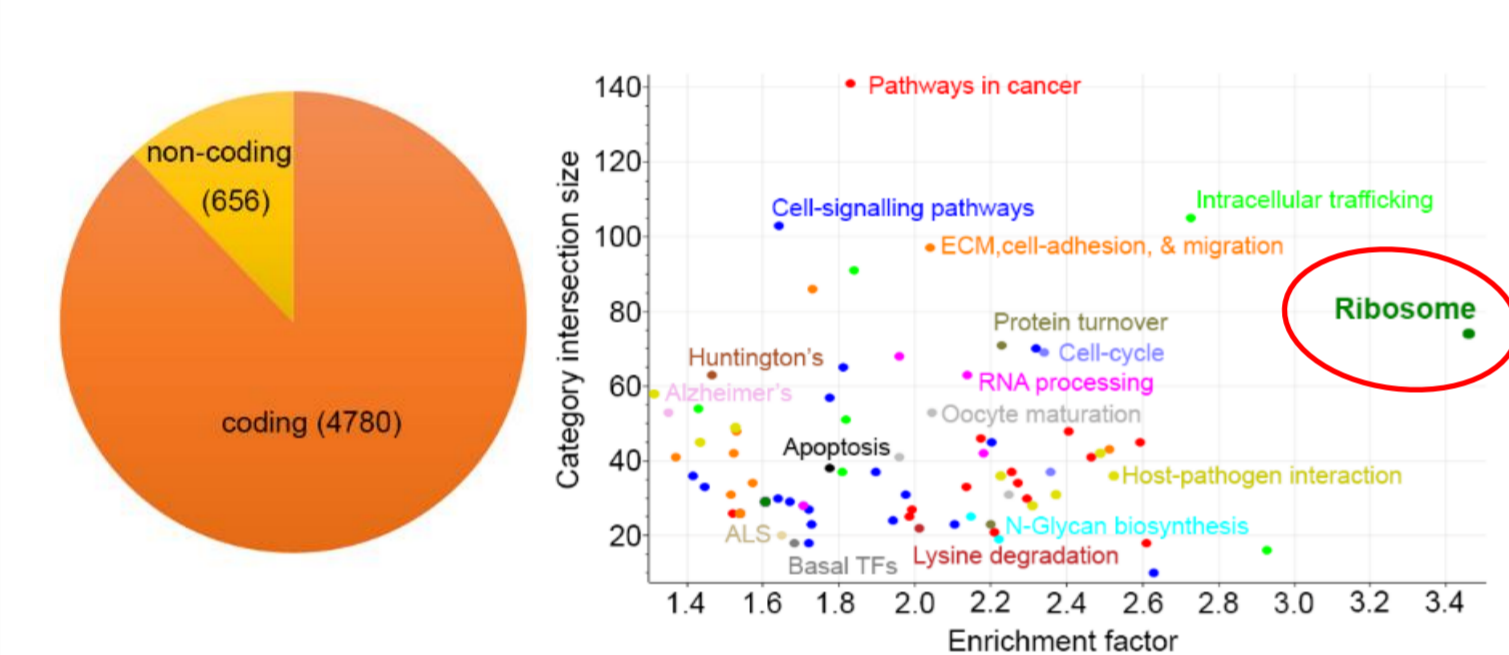 non-coding
(656)
coding (4780)
Category intersection size
140
120
100
80
60
40
20
Pathways in cancer
Intracellular trafficking
Cell-signalling pathways
ECM,cell-adhesion, & migration
Ribosome
Protein turnover
Cell-cycle
Huntington's
RNA processing
Alzheimer's
Oocyte maturation
Apoptosis
Host-pathogen interaction
N-Glycan biosynthesis
ALS
Lysine degradation
Basal TFs
1.4 1.6 1.8 2.0 2.2 2.4 2.6 2.8 3.0 3.2 3.4
Enrichment factor